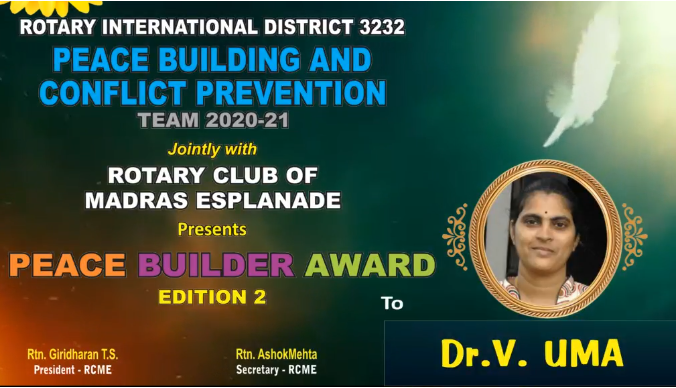 ROTARY INTERNATIONAL DISTRICT 3232
PEACE BUILDING AND
CONFLICT PREVENTION
TEAM 2020-21
Jointly with
ROTARY CLUB OF
MADRAS ESPLANADE
Presents
PEACE BUILDER AWARD
EDITION 2
To
Dr.V. UMA
Rtn. Giridharan T.S.
President - RCME
Rtn. AshokMehta
Secretary - RCME